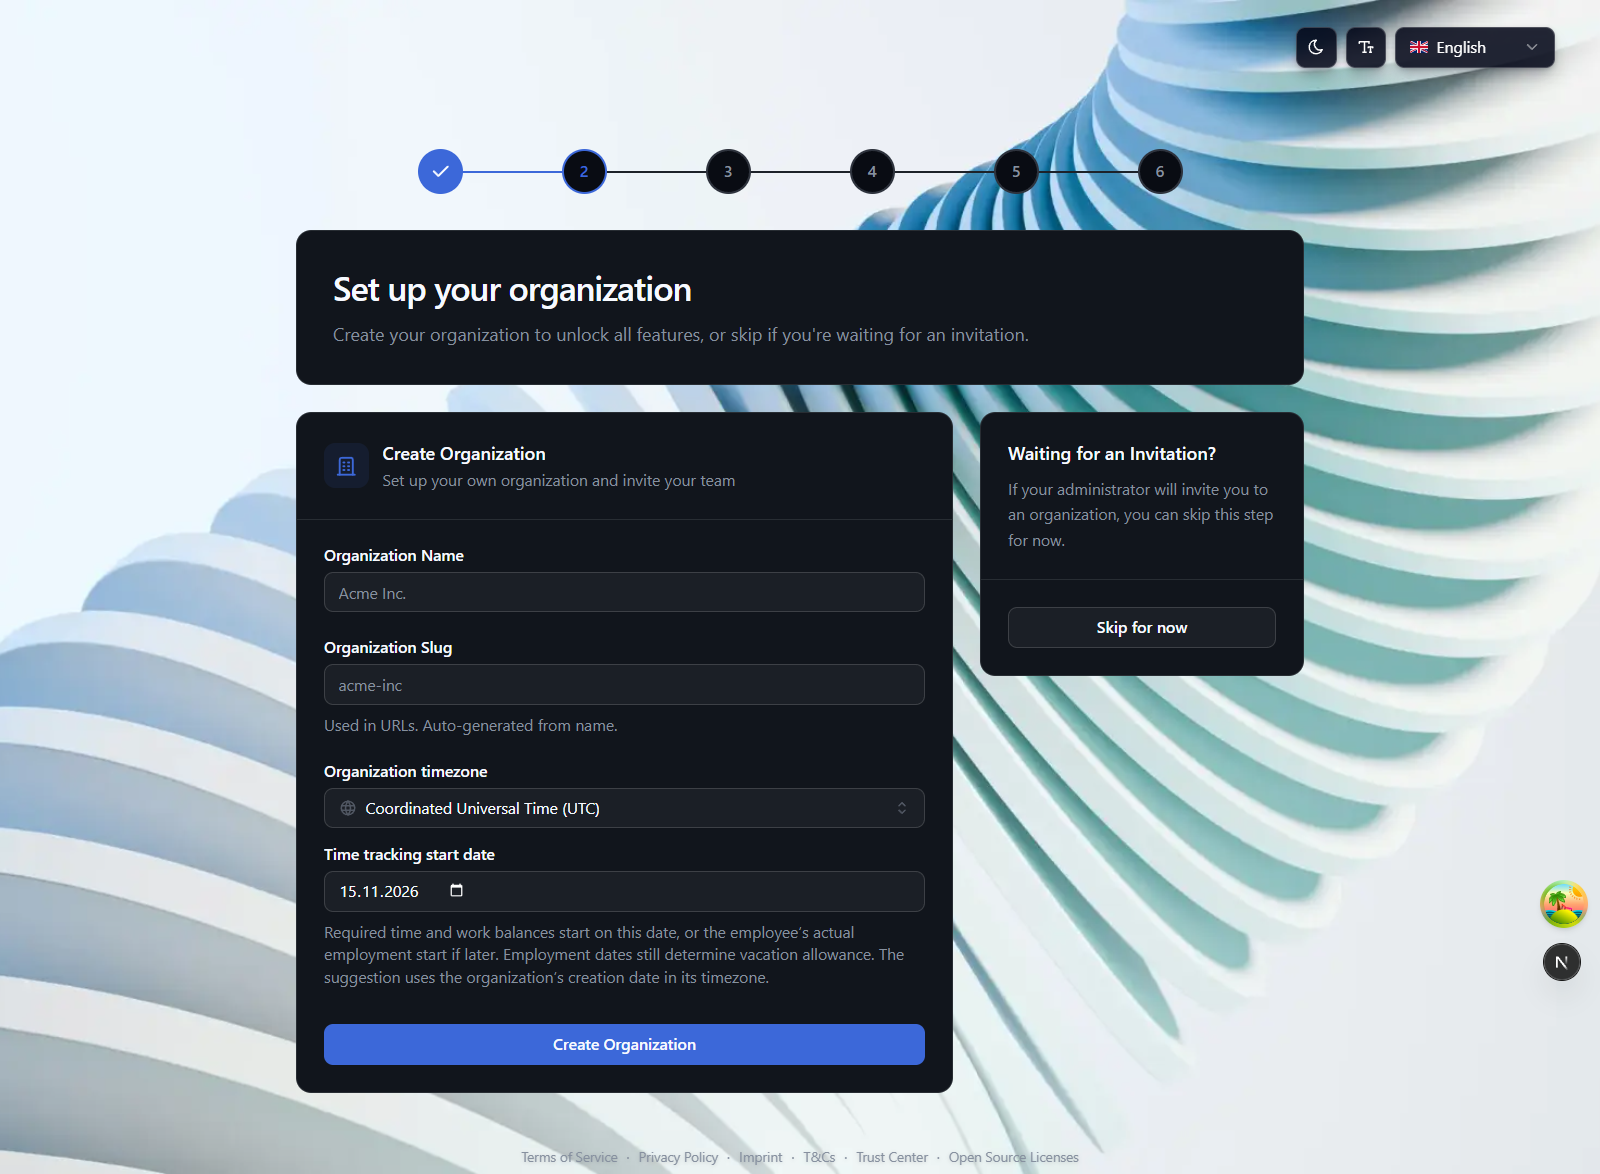 English
2
3
4
5
6
Set up your organization
Create your organization to unlock all features, or skip if you're waiting for an invitation.
Create Organization
Set up your own organization and invite your team
Organization Name
Acme Inc.
Organization Slug
acme-inc
Used in URLs. Auto-generated from name.
Organization timezone
Coordinated Universal Time (UTC)
Time tracking start date
15.11.2026
Required time and work balances start on this date, or the employee’s actual
employment start if later. Employment dates still determine vacation allowance. The
suggestion uses the organization’s creation date in its timezone.
Create Organization
Waiting for an Invitation?
If your administrator will invite you to
an organization, you can skip this step
for now.
Skip for now
Terms of Service · Privacy Policy · Imprint · T&Cs · Trust Center · Open Source Licenses